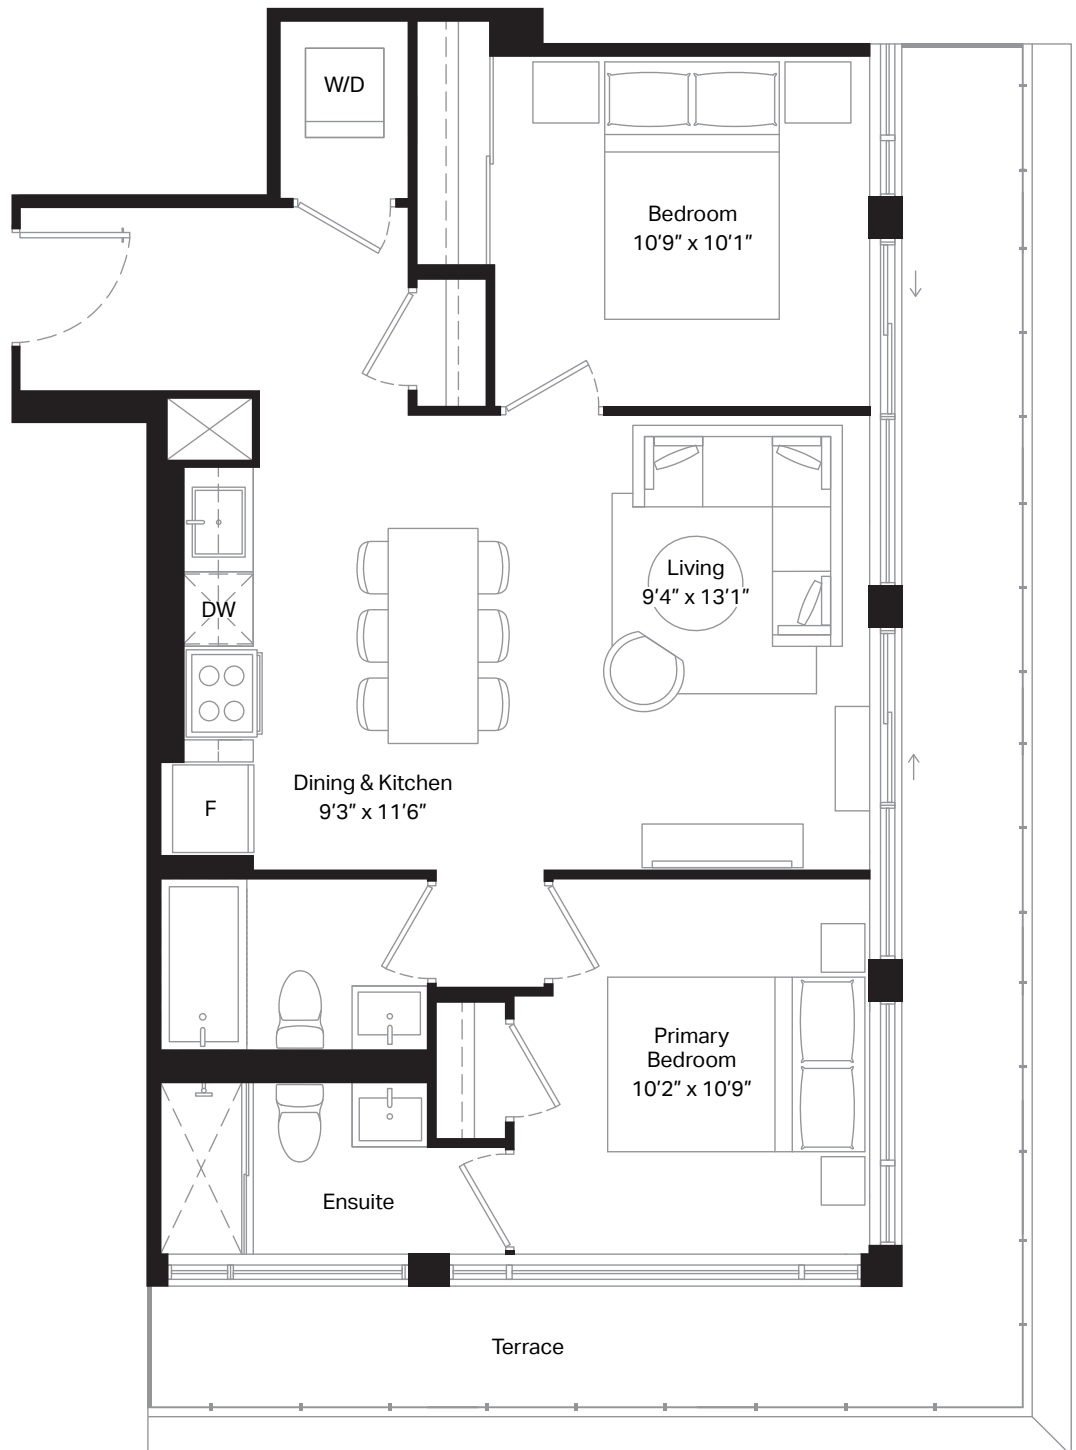 W/D
Bedroom
10’9” x 10’1”
Living
9’4” x 13’1”
DW
Dining & Kitchen
9’3” x 11’6”
F
Primary
Bedroom
10’2” x 10’9”
Ensuite
Terrace